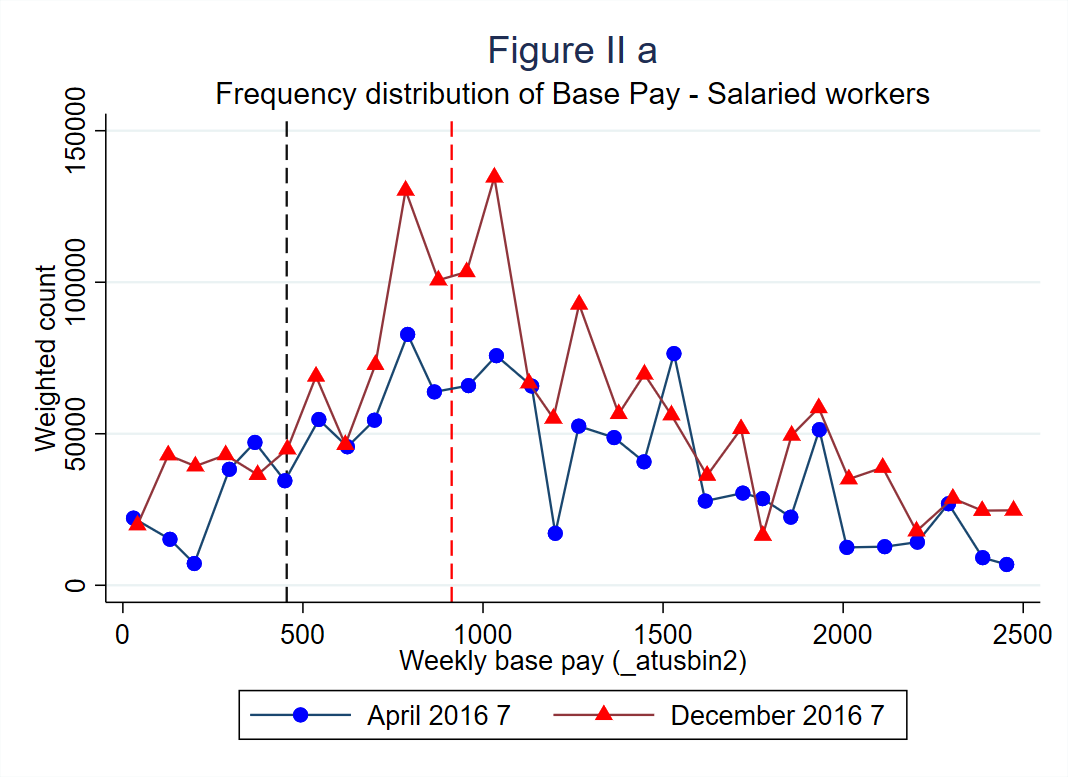 Figure II a
Frequency distribution of Base Pay - Salaried workers
150000
100000
50000
0
Weighted count
0 500 1000 1500 2000 2500
Weekly base pay (_atusbin2)
April 2016 7 December 2016 7